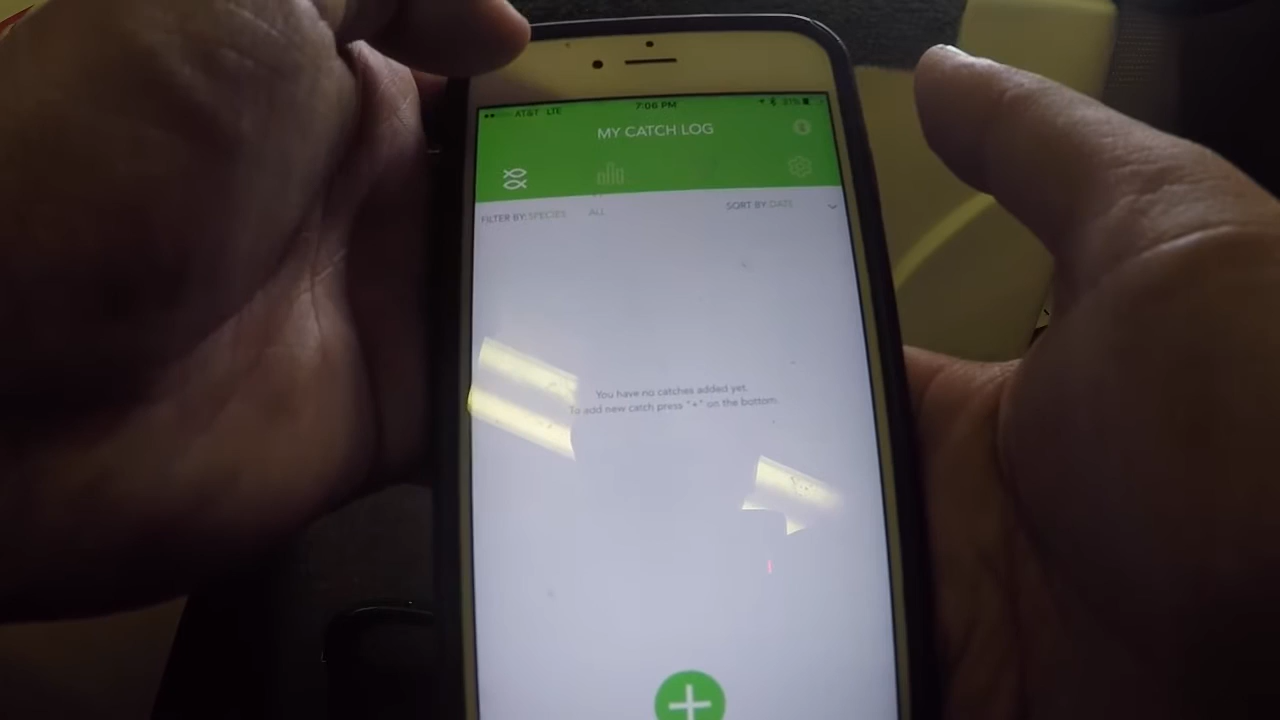 AT&T LTE 7:06 PM 31%
MY CATCH LOG
FILTER BY: SPECIES ALL SORT BY: DATE
You have no catches added yet.
To add new catch press "+" on the bottom.